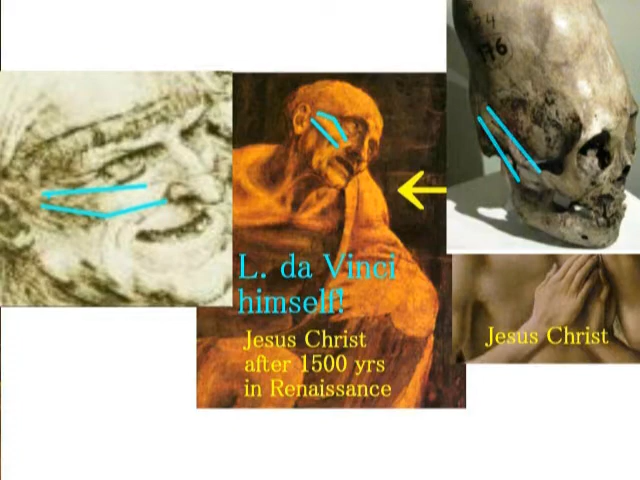 L. da Vinci
himself!
Jesus Christ
after 1500 yrs
in Renaissance
Jesus Christ